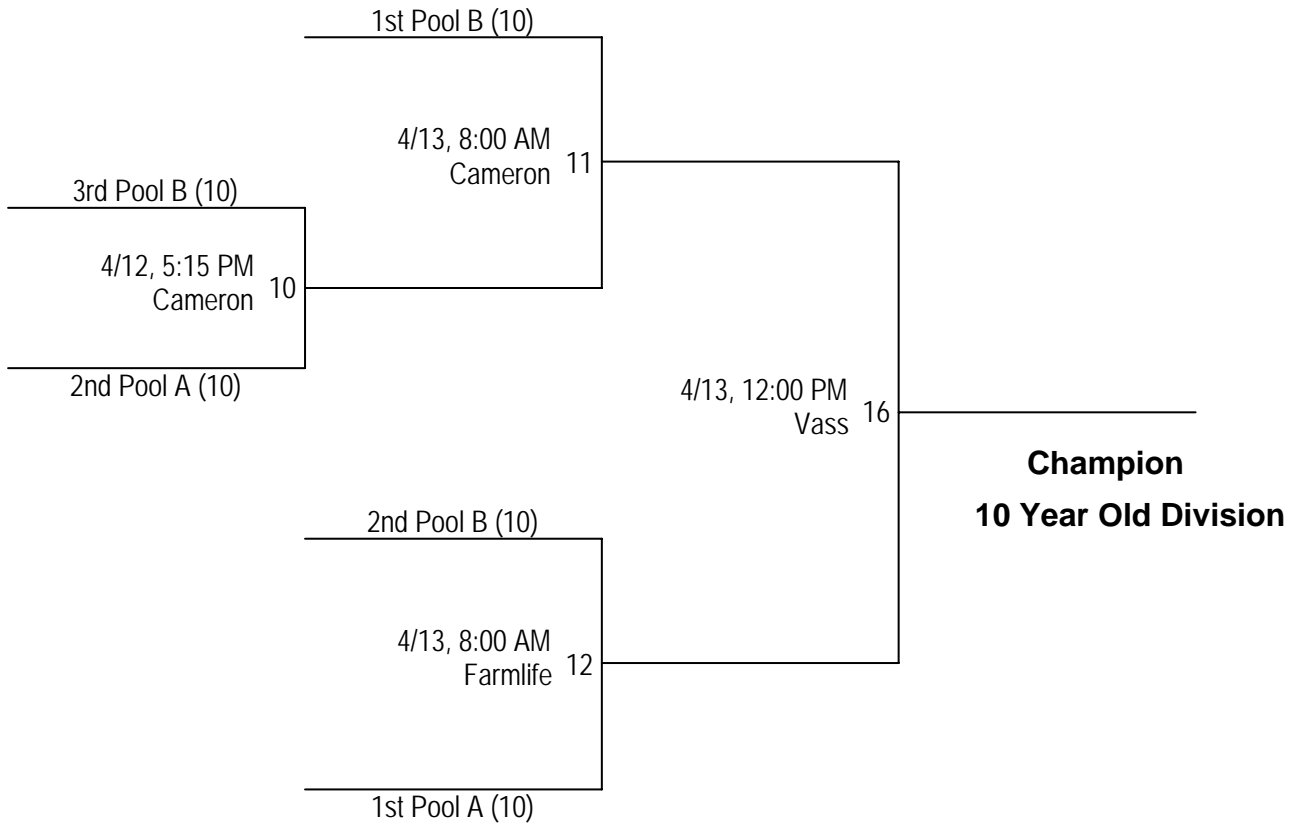 1st Pool B (10)
4/13, 8:00 AM
Cameron
11
3rd Pool B (10)
4/12, 5:15 PM
Cameron
10
2nd Pool A (10)
4/13, 12:00 PM
Vass
16
Champion
10 Year Old Division
2nd Pool B (10)
4/13, 8:00 AM
Farmlife
12
1st Pool A (10)